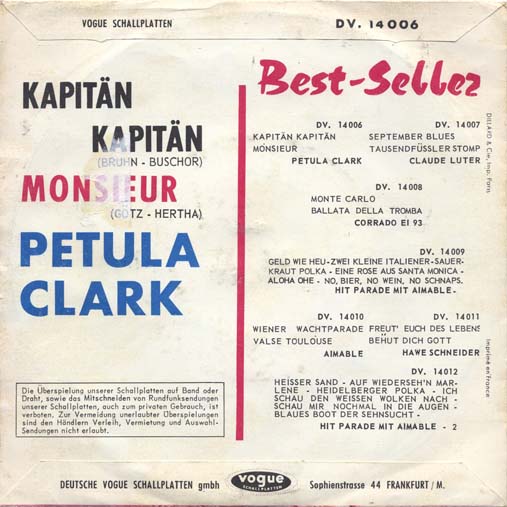 VOGUE SCHALLPLATTEN
DV. 14006
KAPITÄN
KAPITÄN
(BRUHN - BUSCHOR)
MONSIEUR
(GÖTZ - HERTHA)
PETULA
CLARK
Die Überspielung unserer Schallplatten auf Band oder
Draht, sowie das Mitschneiden von Rundfunksendungen
unserer Schallplatten, auch zum privaten Gebrauch, ist
verboten. Zur Vermeidung unerlaubter Überspielungen
sind den Händlern Verleih, Vermietung und Auswahl-
Sendungen nicht erlaubt.
Best-Seller
DV. 14006
KAPITÄN KAPITÄN
MONSIEUR
PETULA CLARK
DV. 14007
SEPTEMBER BLUES
TAUSENDFÜSSLER STOMP
CLAUDE LUTER
DV. 14008
MONTE CARLO
BALLATA DELLA TROMBA
CORRADO EI 93
DV. 14009
GELD WIE HEU-ZWEI KLEINE ITALIENER-SAUER-
KRAUT POLKA - EINE ROSE AUS SANTA MONICA -
ALOHA OHE - NO, BIER, NO WEIN, NO SCHNAPS.
HIT PARADE MIT AIMABLE -
DV. 14010
WIENER WACHTPARADE
VALSE TOULOUSE
AIMABLE
DV. 14011
FREUT' EUCH DES LEBENS
BEHÜT DICH GOTT
HAWE SCHNEIDER
DV. 14012
HEISSER SAND - AUF WIEDERSEH'N MAR-
LENE - HEIDELBERGER POLKA - ICH
SCHAU DEN WEISSEN WOLKEN NACH -
SCHAU MIR NOCHMAL IN DIE AUGEN -
BLAUES BOOT DER SEHNSUCHT -
HIT PARADE MIT AIMABLE - 2
DILLARD & Cie, Imp. Paris
Imprimé en France
DEUTSCHE VOGUE SCHALLPLATTEN gmbh
vogue
SCHALLPLATTEN
Sophienstrasse 44 FRANKFURT / M.